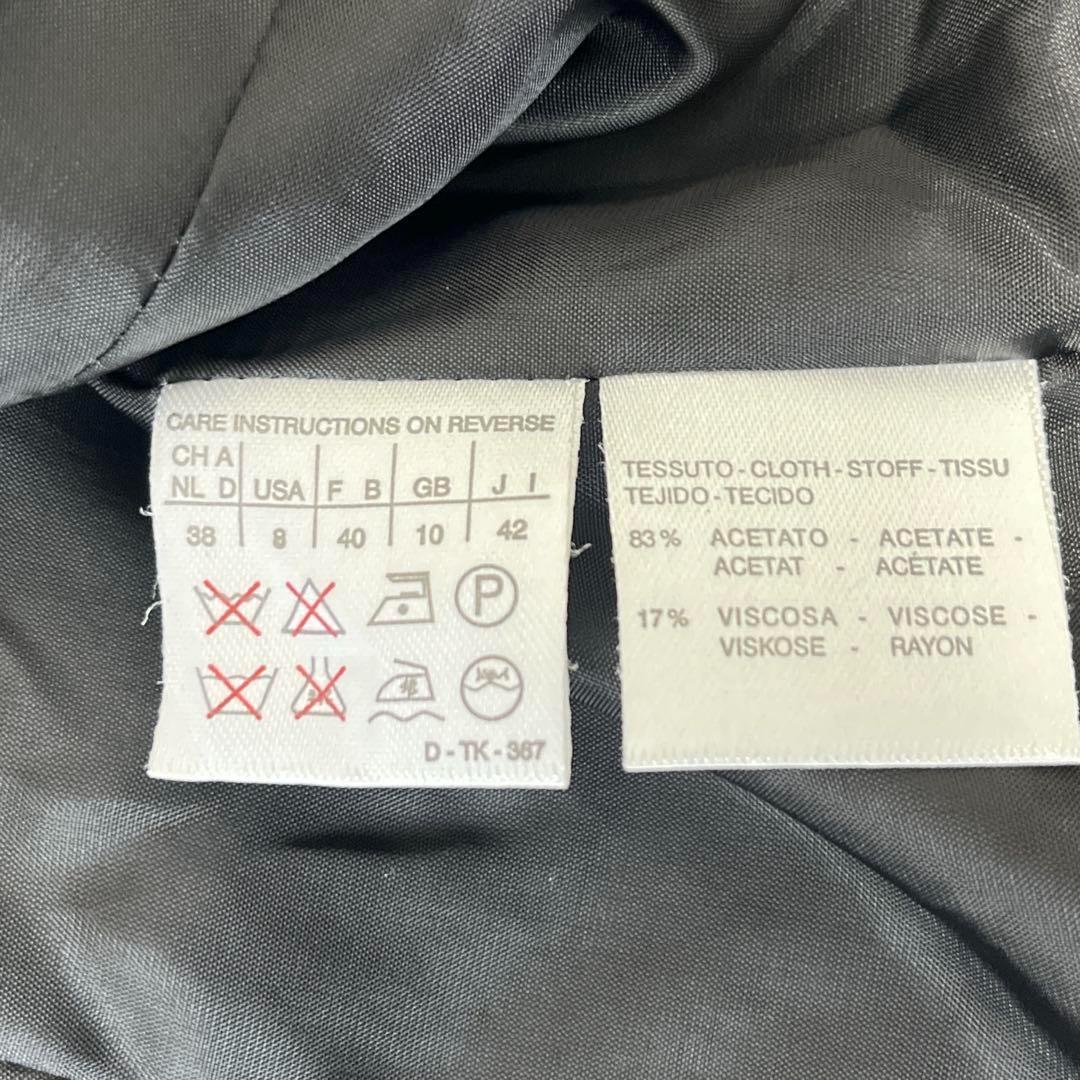 CARE INSTRUCTIONS ON REVERSE
CH A
NL D USA F B GB J I
38 8 40 10 42
P
D - TK - 367
TESSUTO - CLOTH - STOFF - TISSU
TEJIDO - TECIDO
83% ACETATO - ACETATE -
ACETAT - ACÉTATE
17% VISCOSA - VISCOSE -
VISKOSE - RAYON